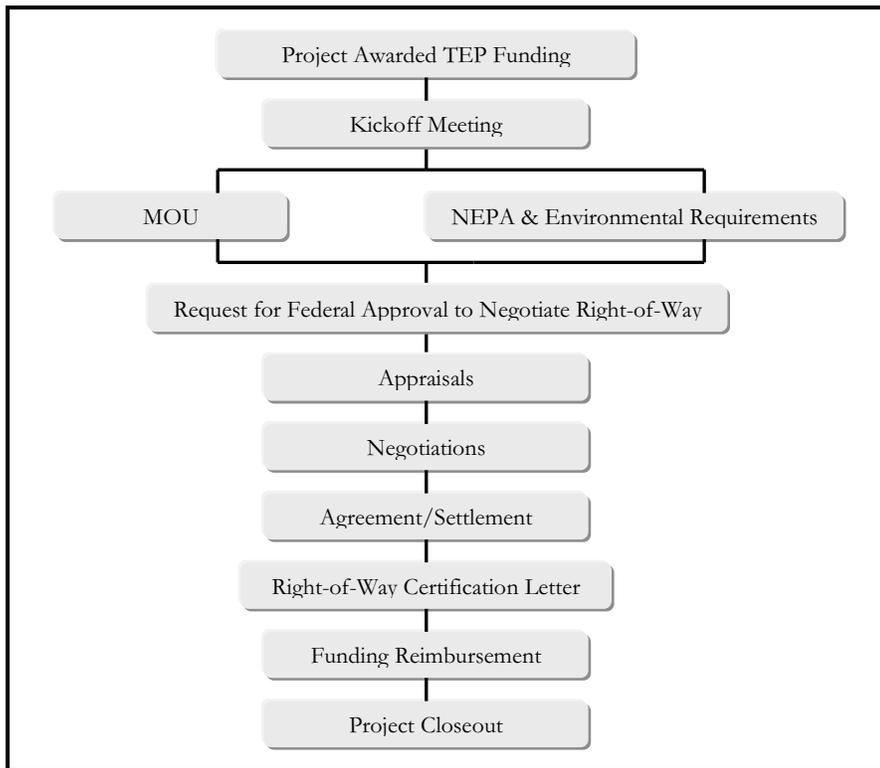 Project Awarded TEP Funding
Kickoff Meeting
MOU
NEPA & Environmental Requirements
Request for Federal Approval to Negotiate Right-of-Way
Appraisals
Negotiations
Agreement/Settlement
Right-of-Way Certification Letter
Funding Reimbursement
Project Closeout